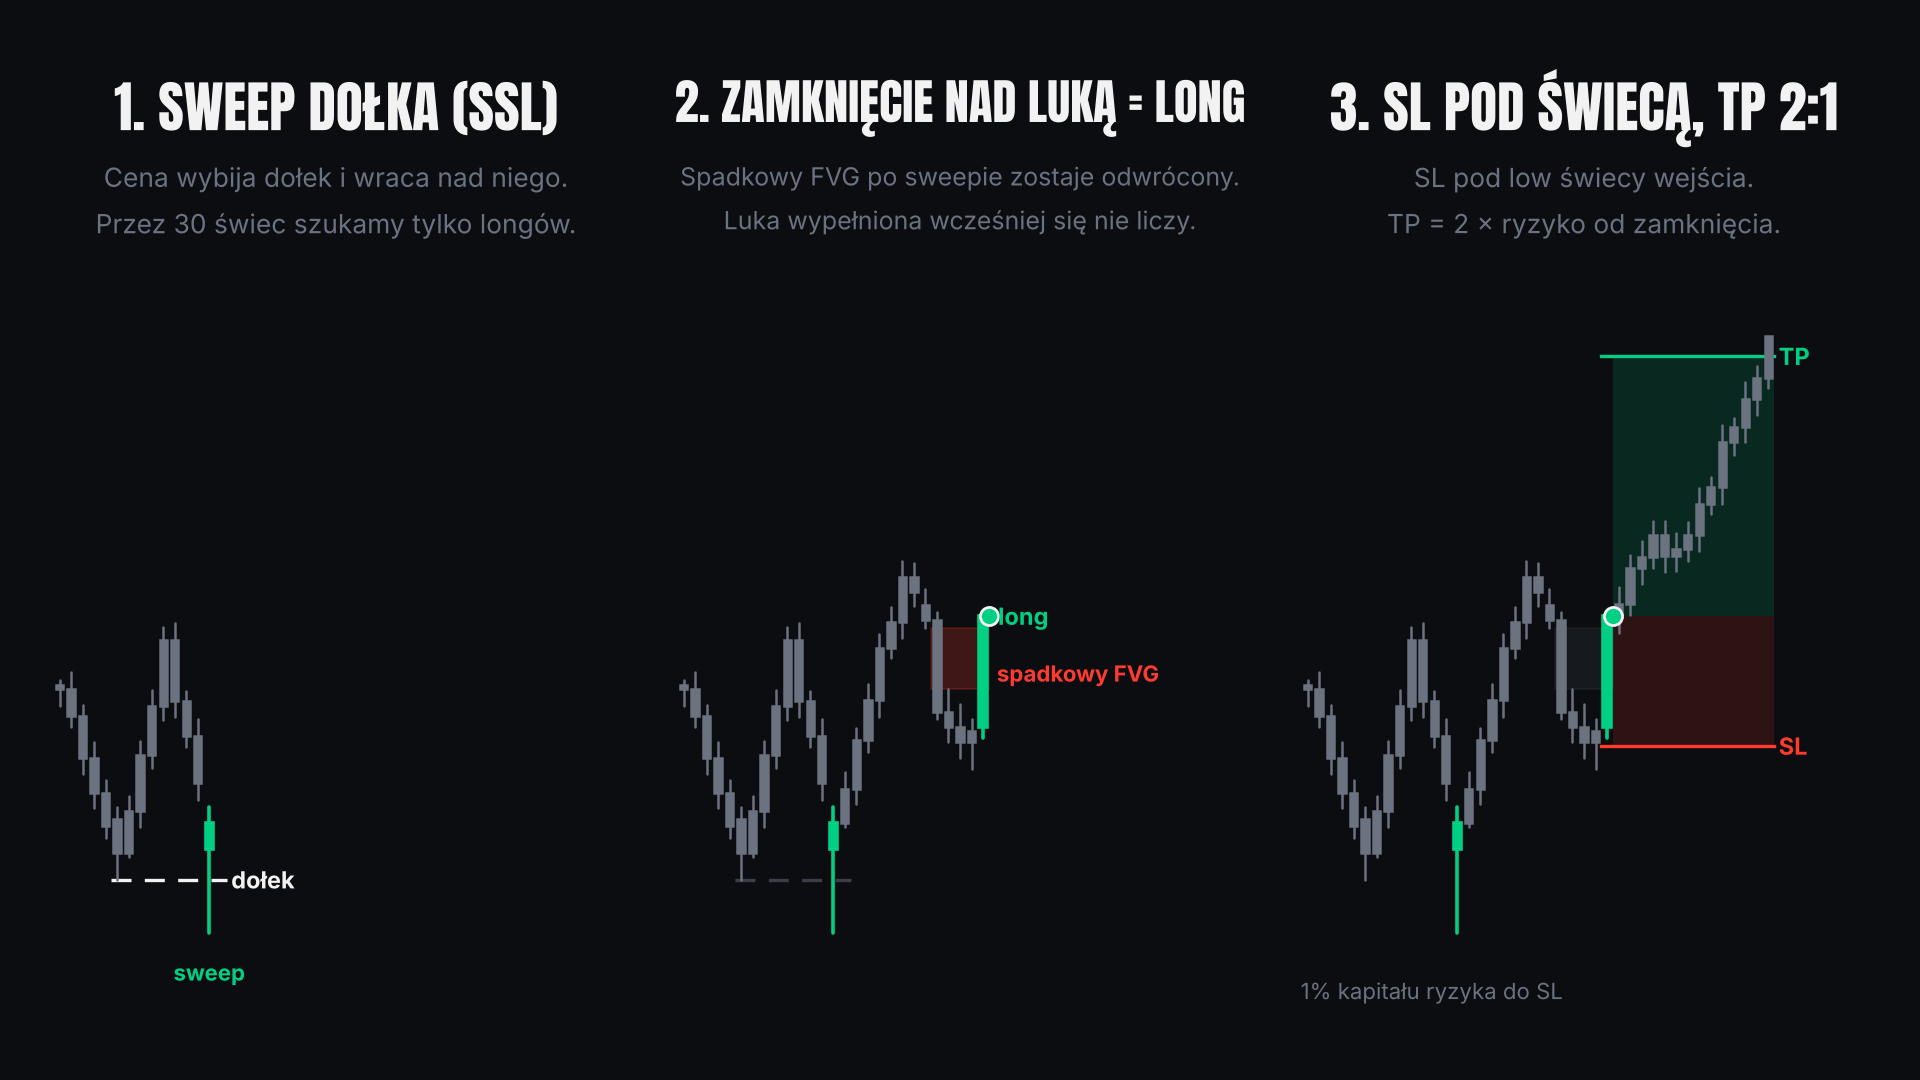 1. SWEEP DOŁKA (SSL)
Cena wybija dołek i wraca nad niego.
Przez 30 świec szukamy tylko longów.
dołek
sweep
2. ZAMKNIĘCIE NAD LUKĄ = LONG
Spadkowy FVG po sweepie zostaje odwrócony.
Luka wypełniona wcześniej się nie liczy.
long
spadkowy FVG
3. SL POD ŚWIECĄ, TP 2:1
SL pod low świecy wejścia.
TP = 2 × ryzyko od zamknięcia.
TP
SL
1% kapitału ryzyka do SL